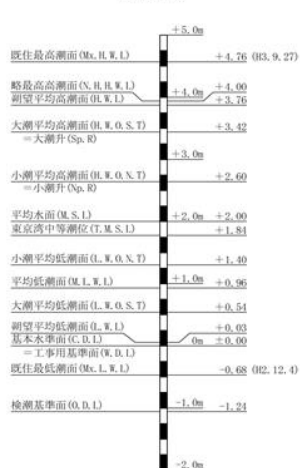 +5.0m
既往最高潮面(Mx.H.W.L) +4.76 (H3.9.27)
略最高高潮面(N.H.H.W.L) +4.00
+4.0m
朔望平均高潮面(H.W.L) +3.76
大潮平均高潮面(H.W.O.S.T) +3.42
=大潮升(Sp.R)
+3.0m
小潮平均高潮面(H.W.O.N.T) +2.60
=小潮升(Np.R)
平均水面(M.S.L) +2.0m +2.00
東京湾中等潮位(T.M.S.L) +1.84
小潮平均低潮面(L.W.O.N.T) +1.40
平均低潮面(M.L.W.L) +1.0m +0.96
大潮平均低潮面(L.W.O.S.T) +0.54
朔望平均低潮面(L.W.L) +0.03
基本水準面(C.D.L) 0m ±0.00
=工事用基準面(W.D.L)
既往最低潮面(Mx.L.W.L) -0.68 (H2.12.4)
検潮基準面(O.D.L) -1.0m -1.24
-2.0m